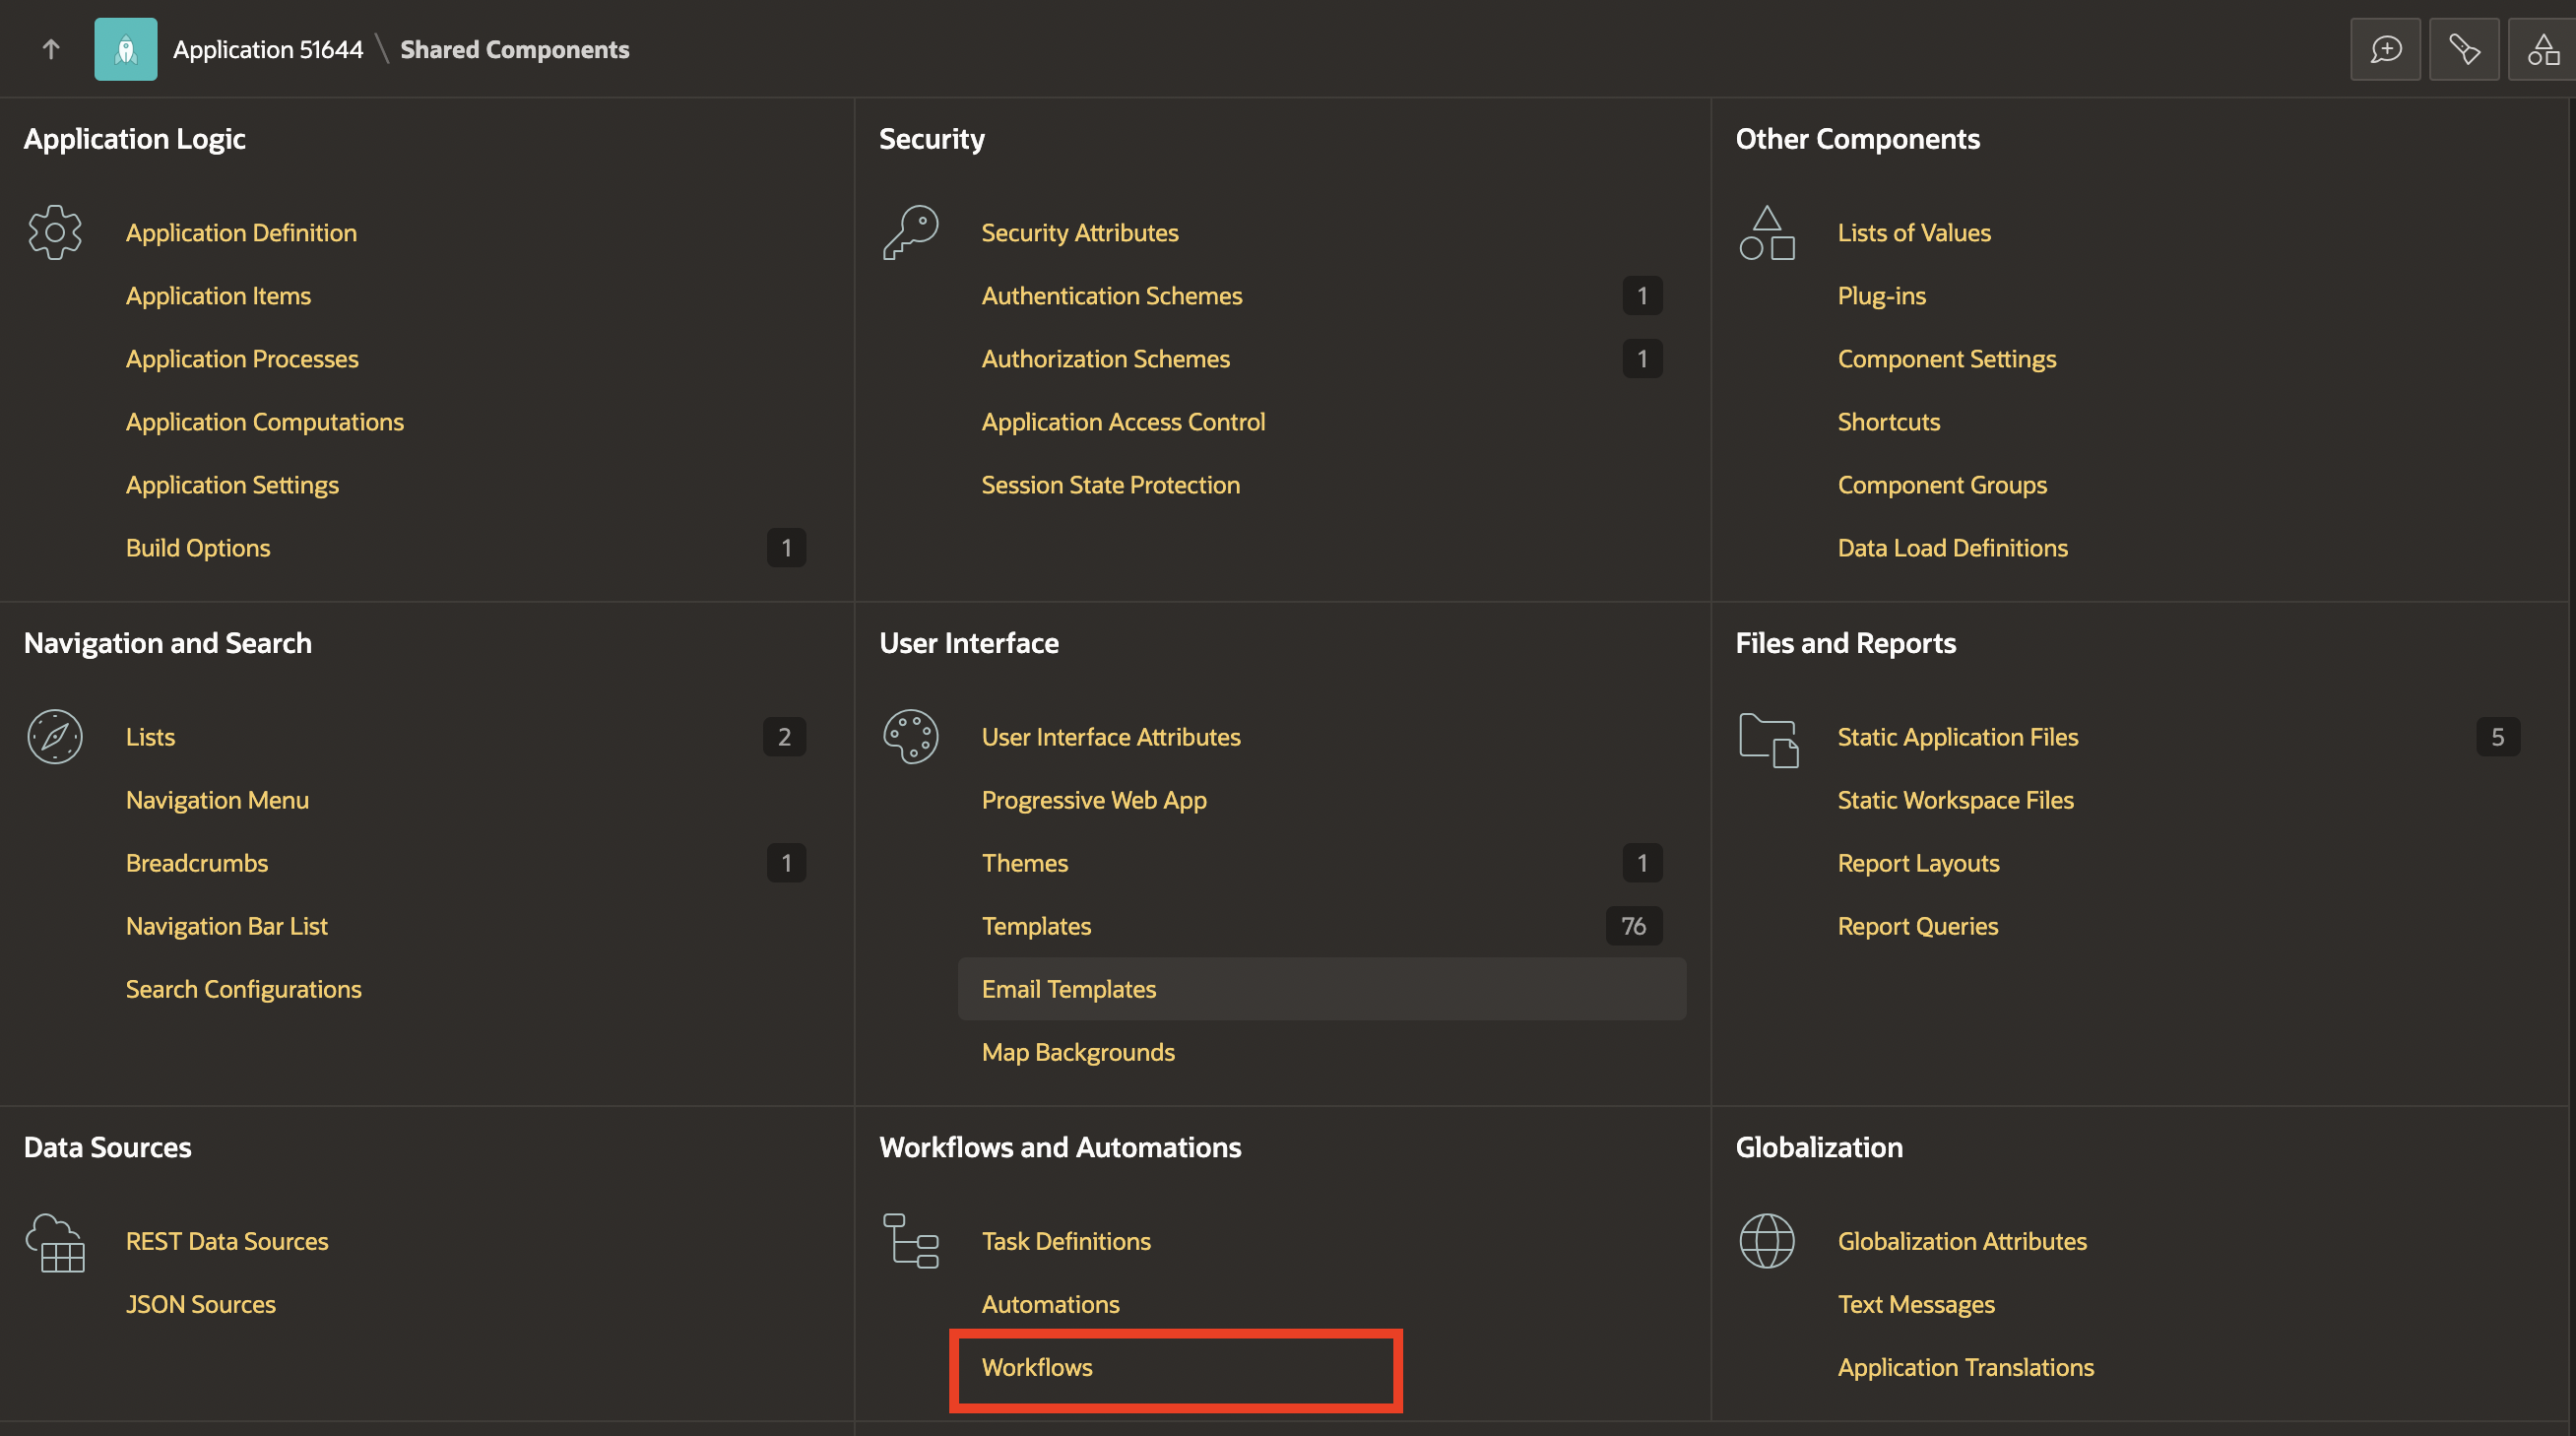 Application 51644 \ Shared Components
Application Logic
Application Definition
Application Items
Application Processes
Application Computations
Application Settings
Build Options 1
Security
Security Attributes
Authentication Schemes 1
Authorization Schemes 1
Application Access Control
Session State Protection
Other Components
Lists of Values
Plug-ins
Component Settings
Shortcuts
Component Groups
Data Load Definitions
Navigation and Search
Lists 2
Navigation Menu
Breadcrumbs 1
Navigation Bar List
Search Configurations
User Interface
User Interface Attributes
Progressive Web App
Themes 1
Templates 76
Email Templates
Map Backgrounds
Files and Reports
Static Application Files 5
Static Workspace Files
Report Layouts
Report Queries
Data Sources
REST Data Sources
JSON Sources
Workflows and Automations
Task Definitions
Automations
Workflows
Globalization
Globalization Attributes
Text Messages
Application Translations